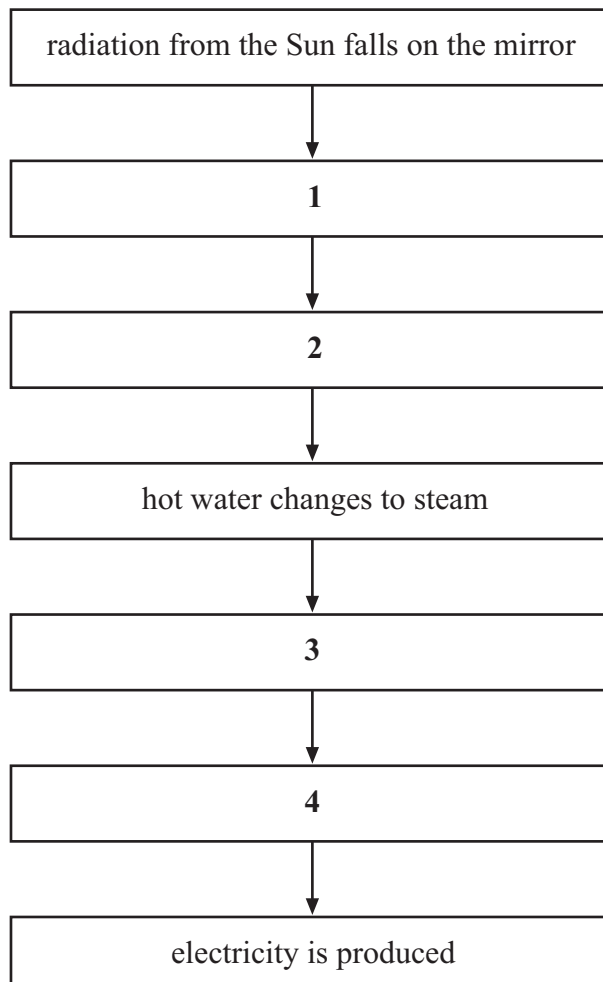 radiation from the Sun falls on the mirror
1
2
hot water changes to steam
3
4
electricity is produced